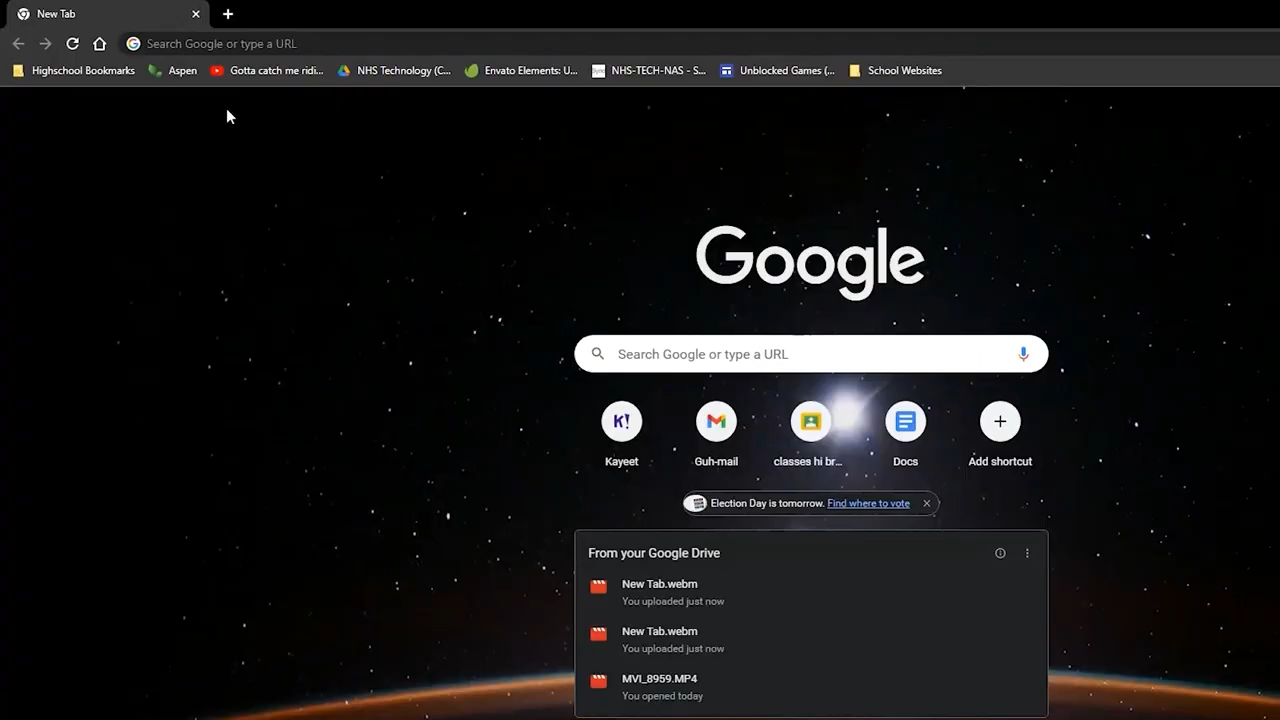 New Tab
Search Google or type a URL
Highschool Bookmarks Aspen Gotta catch me ridi... NHS Technology (C... Envato Elements: U... NHS-TECH-NAS - S... Unblocked Games (... School Websites
Google
Search Google or type a URL
K!
Kayeet Guh-mail classes hi br... Docs Add shortcut
Election Day is tomorrow. Find where to vote
From your Google Drive
New Tab.webm
You uploaded just now
New Tab.webm
You uploaded just now
MVI_8959.MP4
You opened today